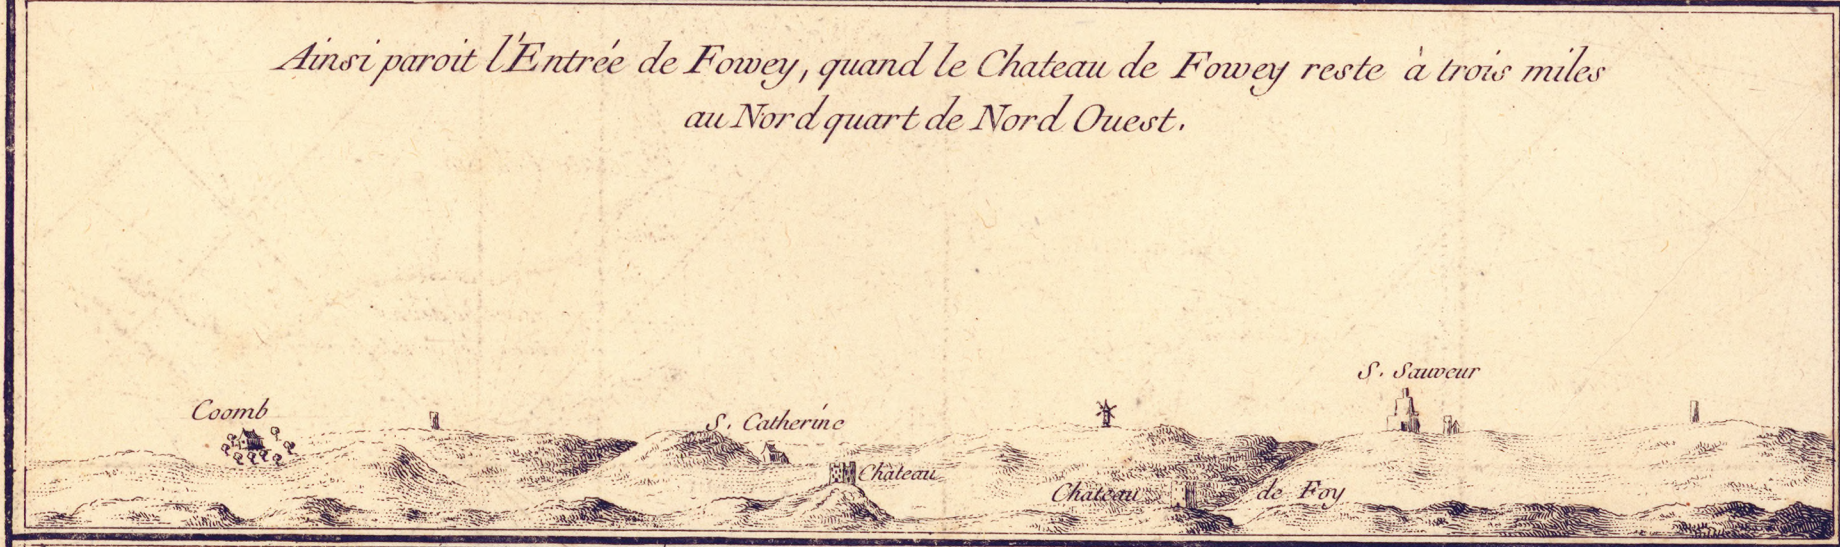 Ainsi paroit l'Entrée de Fowey, quand le Chateau de Fowey reste à trois miles
au Nord quart de Nord Ouest.
S. Sauveur
Coomb
S. Catherine
Chateau
Chateau de Foy